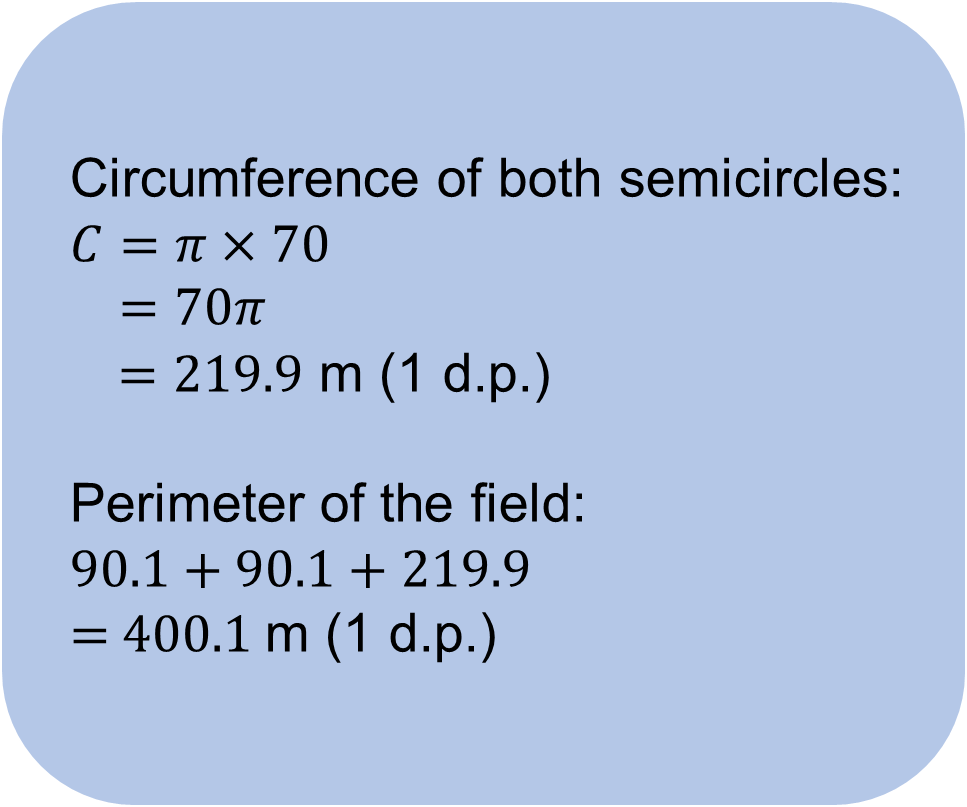 Circumference of both semicircles:
𝐶 = 𝜋 × 70
= 70𝜋
= 219.9 m (1 d.p.)
Perimeter of the field:
90.1 + 90.1 + 219.9
= 400.1 m (1 d.p.)